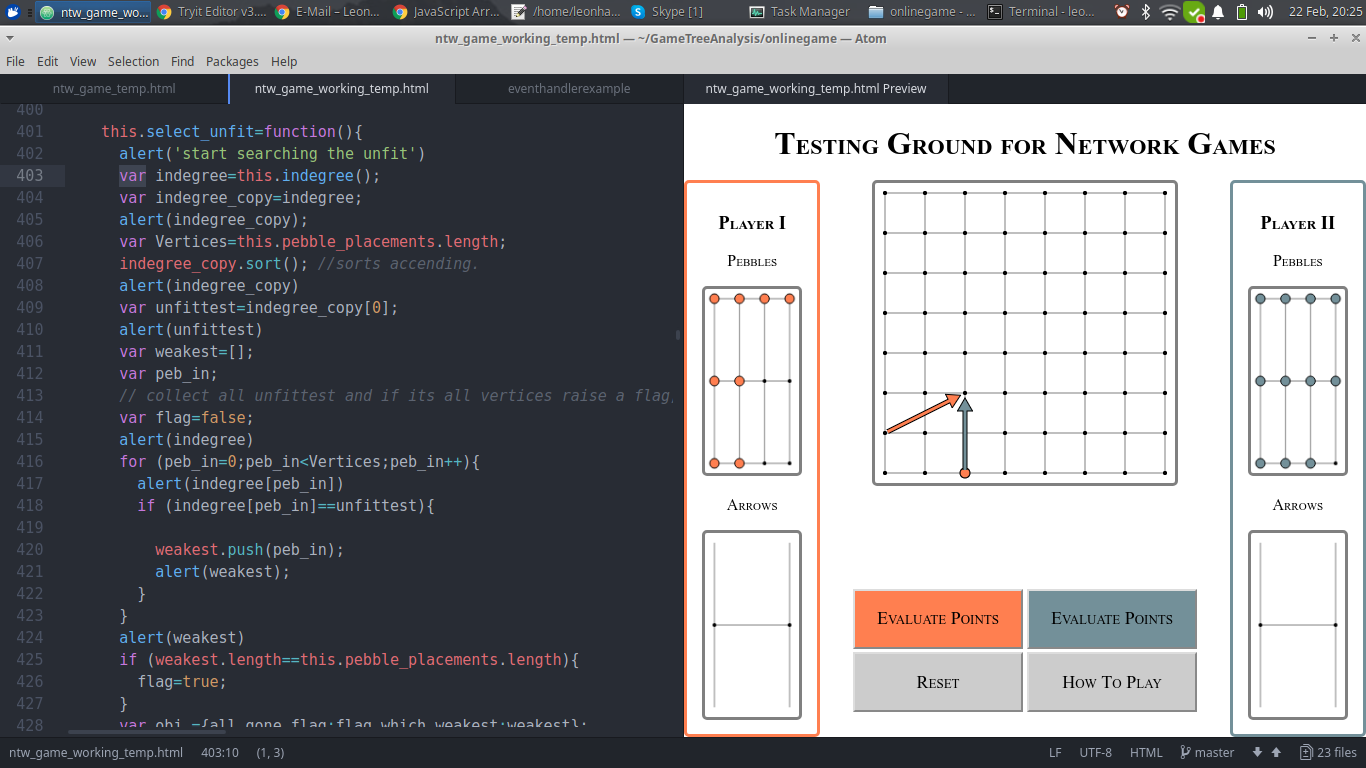 ntw_game_wo...
Tryit Editor v3....
E-Mail – Leon...
JavaScript Arr...
/home/leonha...
Skype [1]
Task Manager
onlinegame - ...
Terminal - leo...
22 Feb, 20:25
ntw_game_working_temp.html — ~/GameTreeAnalysis/onlinegame — Atom
File Edit View Selection Find Packages Help
ntw_game_temp.html
ntw_game_working_temp.html
eventhandlerexample
ntw_game_working_temp.html Preview
400
401 this.select_unfit=function(){
402 alert('start searching the unfit')
403 var indegree=this.indegree();
404 var indegree_copy=indegree;
405 alert(indegree_copy);
406 var Vertices=this.pebble_placements.length;
407 indegree_copy.sort(); //sorts accending.
408 alert(indegree_copy)
409 var unfittest=indegree_copy[0];
410 alert(unfittest)
411 var weakest=[];
412 var peb_in;
413 // collect all unfittest and if its all vertices raise a flag,
414 var flag=false;
415 alert(indegree)
416 for (peb_in=0;peb_in<Vertices;peb_in++){
417 alert(indegree[peb_in])
418 if (indegree[peb_in]==unfittest){
419
420 weakest.push(peb_in);
421 alert(weakest);
422 }
423 }
424 alert(weakest)
425 if (weakest.length==this.pebble_placements.length){
426 flag=true;
427 }
428 var obj ={all_gone_flag:flag,which_weakest:weakest};
Testing Ground for Network Games
Player I
Pebbles
Arrows
Player II
Pebbles
Arrows
Evaluate Points
Evaluate Points
Reset
How To Play
ntw_game_working_temp.html 403:10 (1, 3)
LF UTF-8 HTML master 23 files